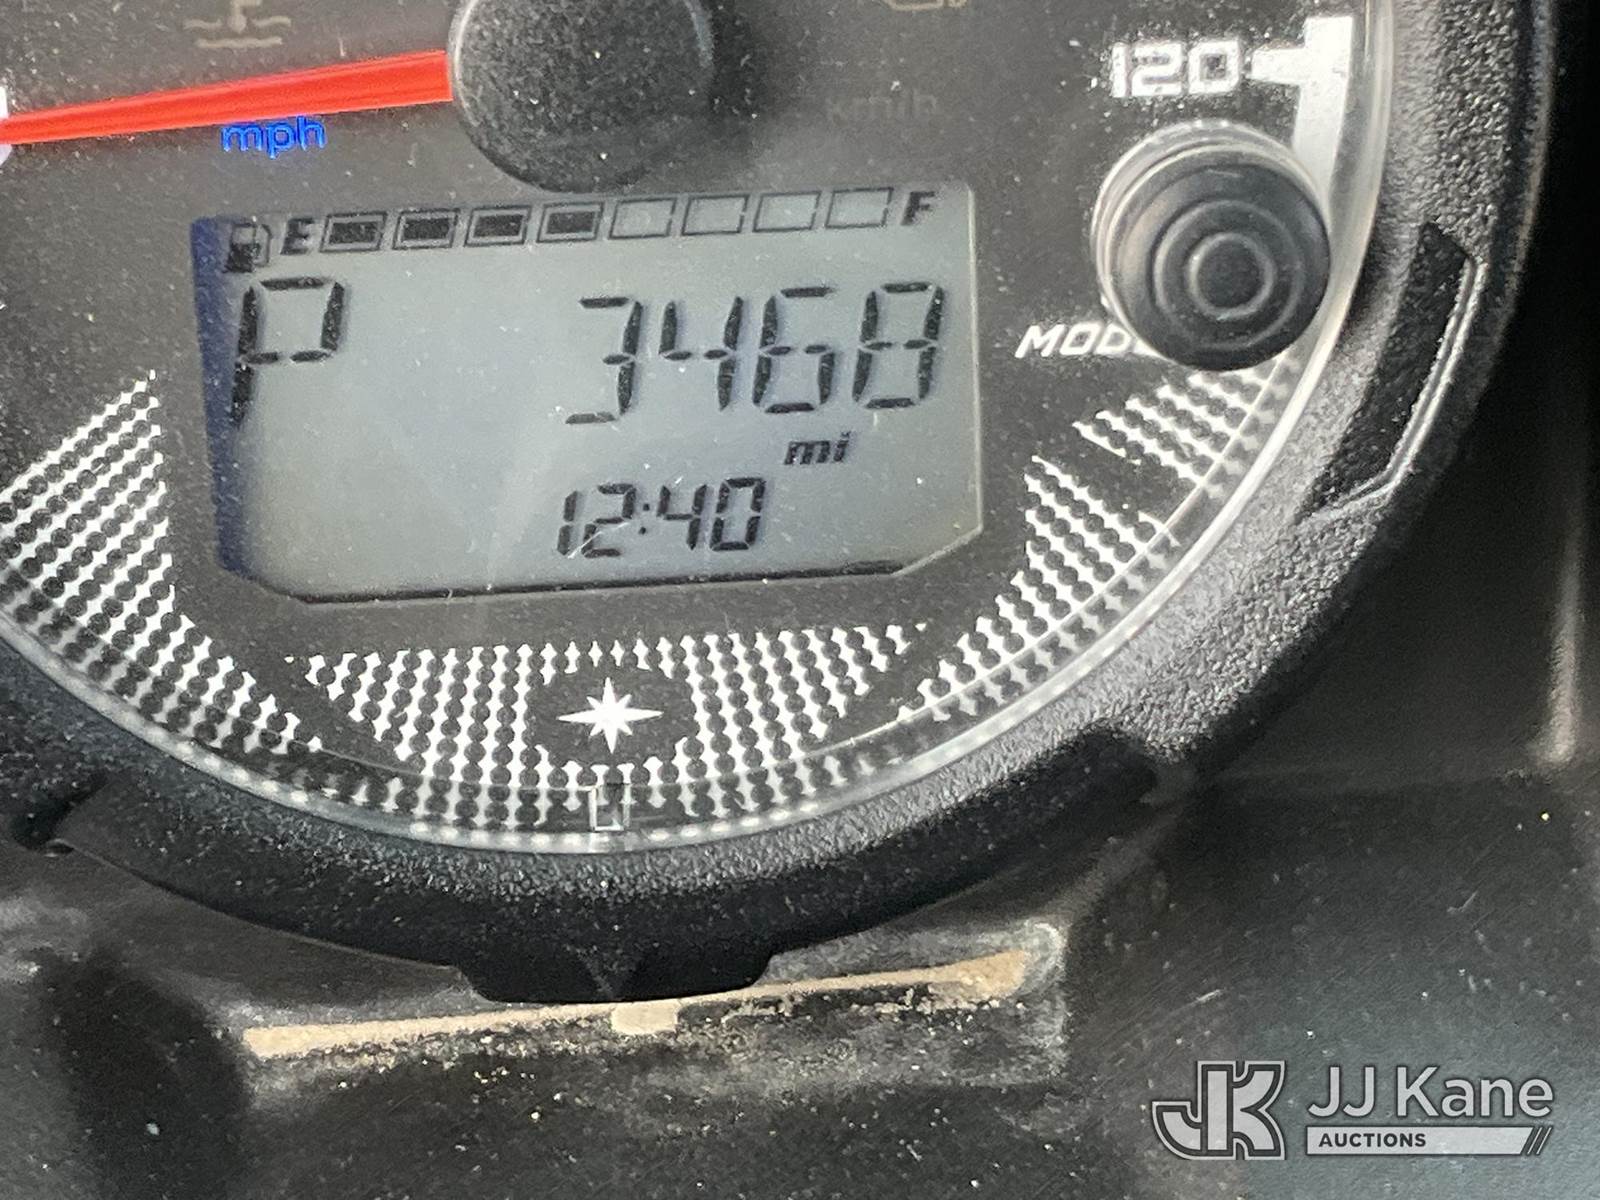 120
mph
km/h
E F
P 3468
MODE
mi
12:40
JK JJ Kane
AUCTIONS